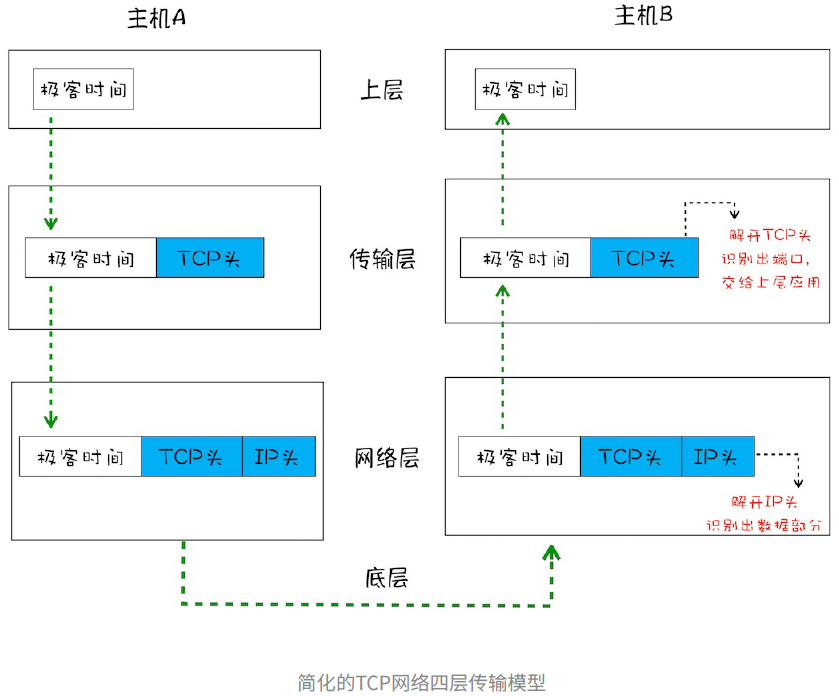 主机A
主机B
极客时间
上层
极客时间
极客时间
TCP头
传输层
极客时间
TCP头
解开TCP头
识别出端口,
交给上层应用
极客时间
TCP头
IP头
网络层
极客时间
TCP头
IP头
解开IP头
识别出数据部分
底层
简化的TCP网络四层传输模型